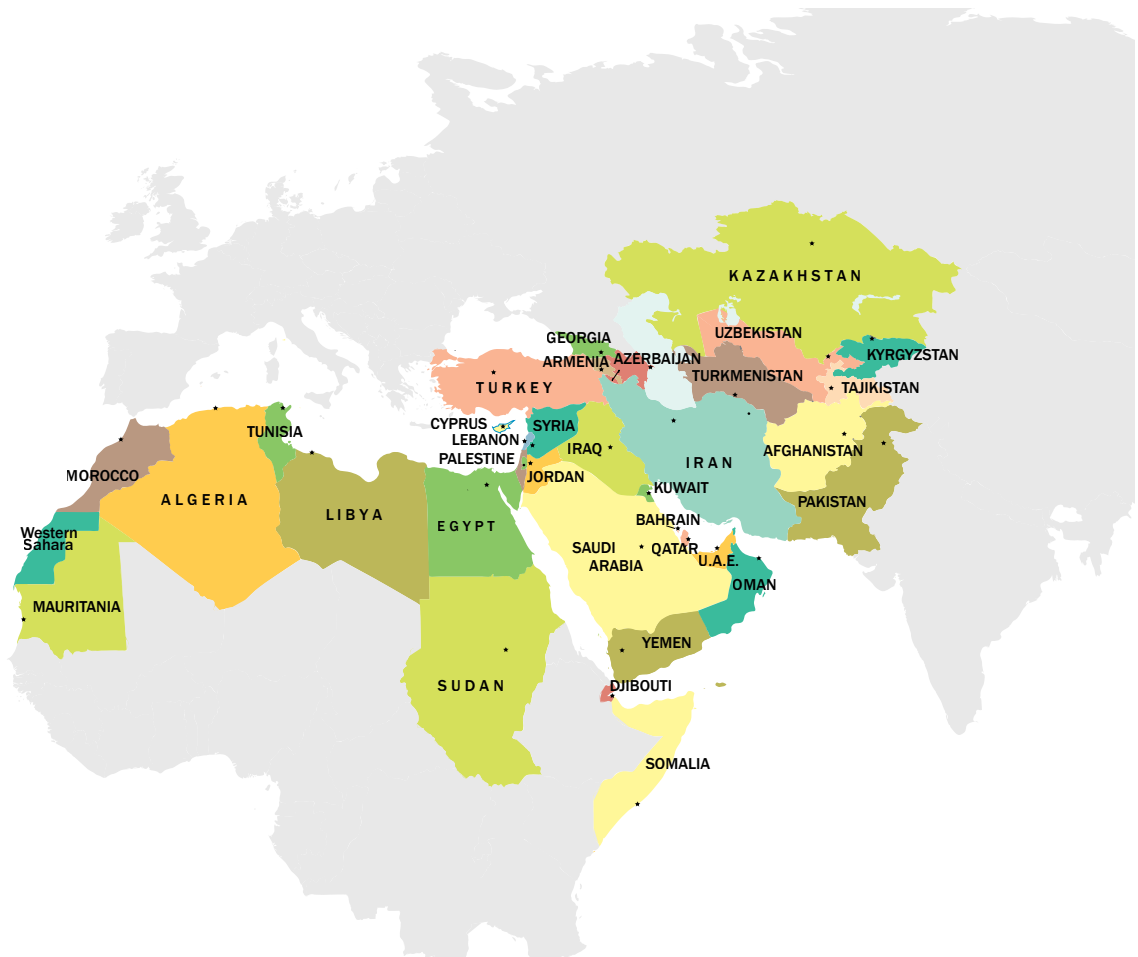 KAZAKHSTAN
UZBEKISTAN
GEORGIA
KYRGYZSTAN
AZERBAIJAN
ARMENIA
TURKMENISTAN
TURKEY
TAJIKISTAN
CYPRUS
SYRIA
TUNISIA
LEBANON
IRAQ
AFGHANISTAN
PALESTINE
IRAN
MOROCCO
JORDAN
KUWAIT
ALGERIA
PAKISTAN
LIBYA
BAHRAIN
EGYPT
Western
Sahara
SAUDI
ARABIA
QATAR
U.A.E.
OMAN
MAURITANIA
YEMEN
SUDAN
DJIBOUTI
SOMALIA